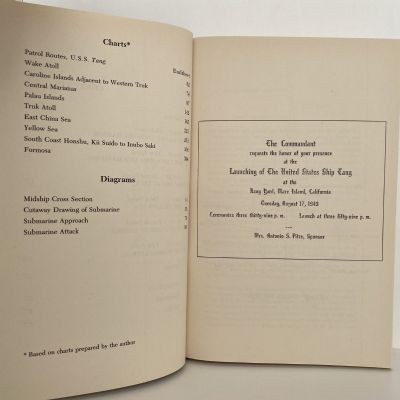 Charts*
Patrol Routes, U.S.S. Tang Endsheet
Wake Atoll
Caroline Islands Adjacent to Western Truk
Central Marianas
Palau Islands
Truk Atoll
East China Sea
Yellow Sea
South Coast Honshu, Kii Suido to Inubo Saki
Formosa
Diagrams
Midship Cross Section
Cutaway Drawing of Submarine
Submarine Approach
Submarine Attack
* Based on charts prepared by the author
The Commandant
requests the honor of your presence
at the
Launching of The United States Ship Tang
at the
Navy Yard, Mare Island, California
Tuesday, August 17, 1943
Ceremonies three thirty-nine p. m. Launch at three fifty-nine p. m.
Mrs. Antonio S. Pitre, Sponsor